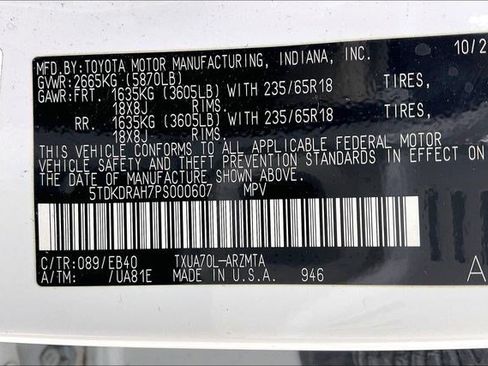 MFD.BY:TOYOTA MOTOR MANUFACTURING, INDIANA, INC. 10/2
GVWR:2665KG (5870LB)
GAWR:FRT. 1635KG (3605LB) WITH 235/65R18 TIRES,
18X8J RIMS.
RR. 1635KG (3605LB) WITH 235/65R18 TIRES,
18X8J RIMS.
THIS VEHICLE CONFORMS TO ALL APPLICABLE FEDERAL MOTOR
VEHICLE SAFETY AND THEFT PREVENTION STANDARDS IN EFFECT ON
THE DATE OF MANUFACTURE SHOWN ABOVE.
5TDKDRAH7PS000607 MPV
C/TR:089/EB40 TXUA70L-ARZMTA A
A/TM: /UA81E MADE IN U.S.A. 946